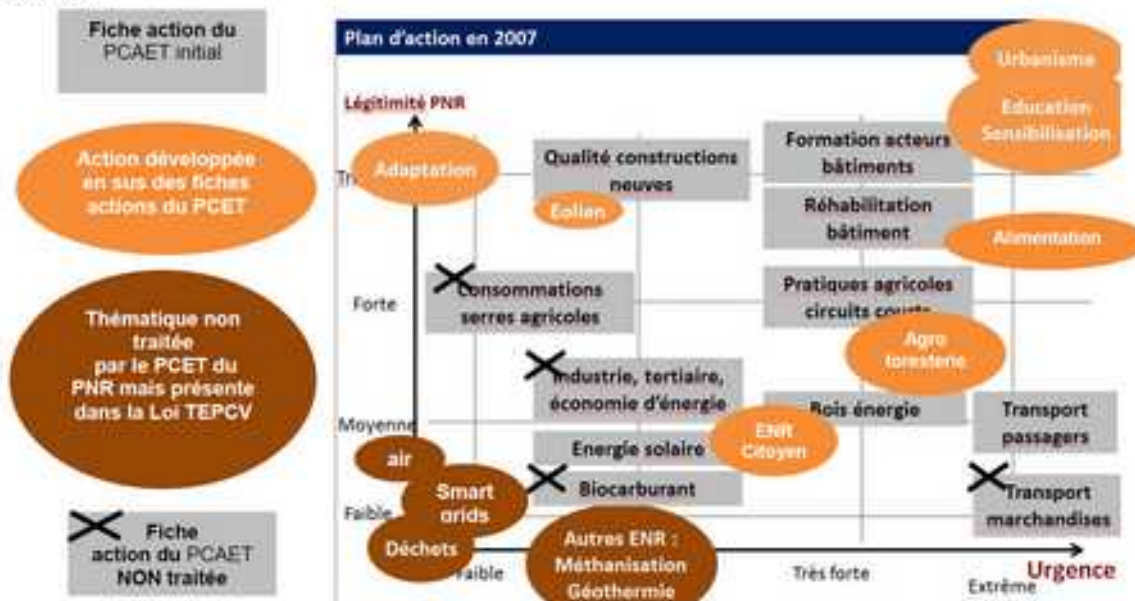 Fiche action du
PCAET initial
Action développée
en sus des fiches
actions du PCET
Thématique non
traitée
par le PCET du
PNR mais présente
dans la Loi TEPCV
Fiche
action du PCAET
NON traitée
Plan d'action en 2007
Légitimité PNR
Urbanisme
Education
Sensibilisation
Adaptation
Qualité constructions
neuves
Formation acteurs
bâtiments
Eolien
Réhabilitation
bâtiment
Alimentation
Forte
Consommations
serres agricoles
Pratiques agricoles
circuits courts
Agro
foresterie
Industrie, tertiaire,
économie d'énergie
Bois énergie
Transport
passagers
Moyenne
ENR
Citoyen
Energie solaire
air
Smart
grids
Biocarburant
Transport
marchandises
Faible
Déchets
Autres ENR :
Méthanisation
Géothermie
Faible
Très forte
Extrême
Urgence